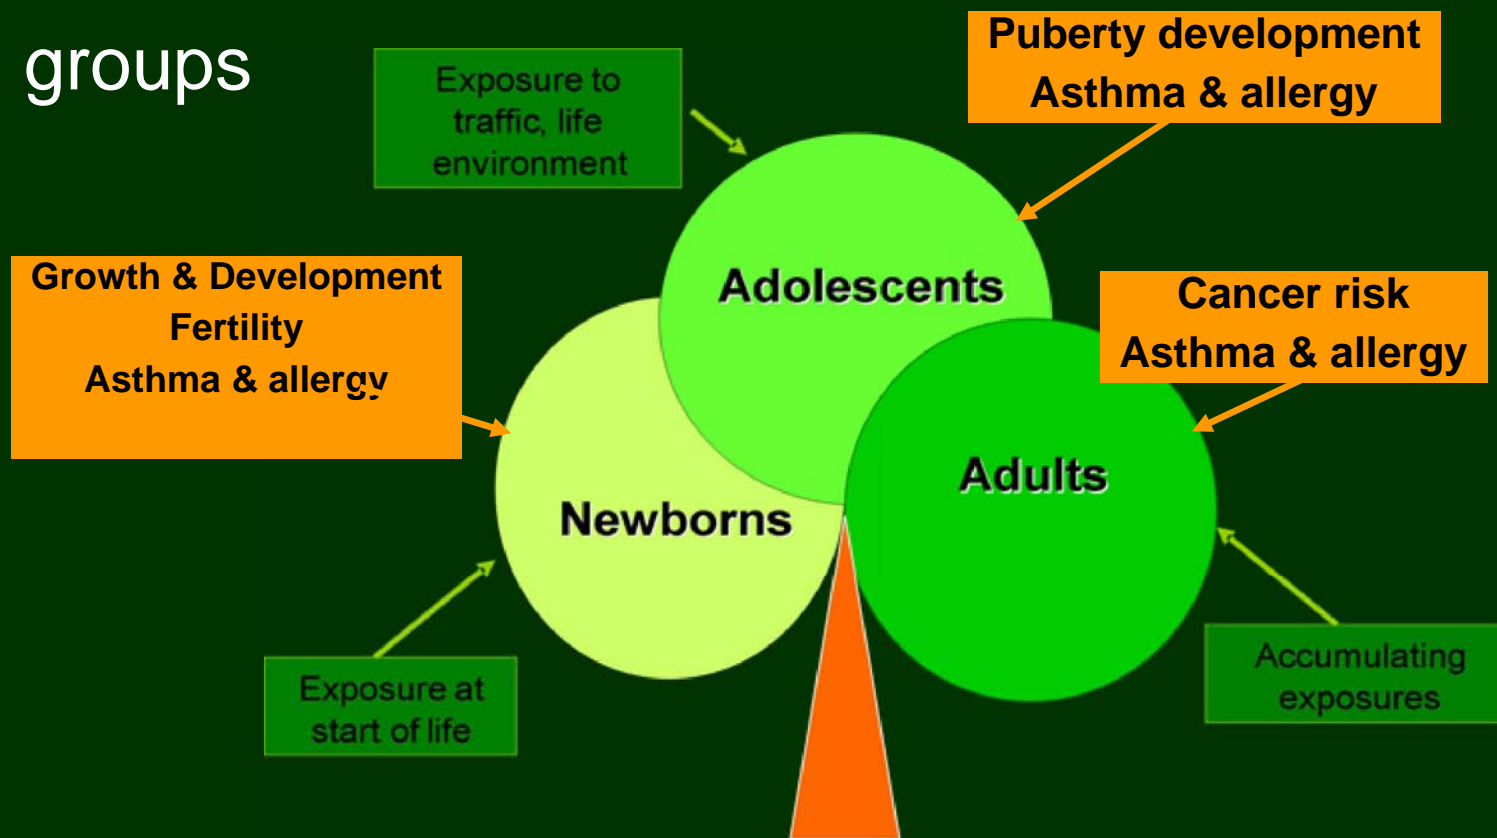 groups
Exposure to
traffic, life
environment
Puberty development
Asthma & allergy
Growth & Development
Fertility
Asthma & allergy
Adolescents
Cancer risk
Asthma & allergy
Newborns
Adults
Exposure at
start of life
Accumulating
exposures